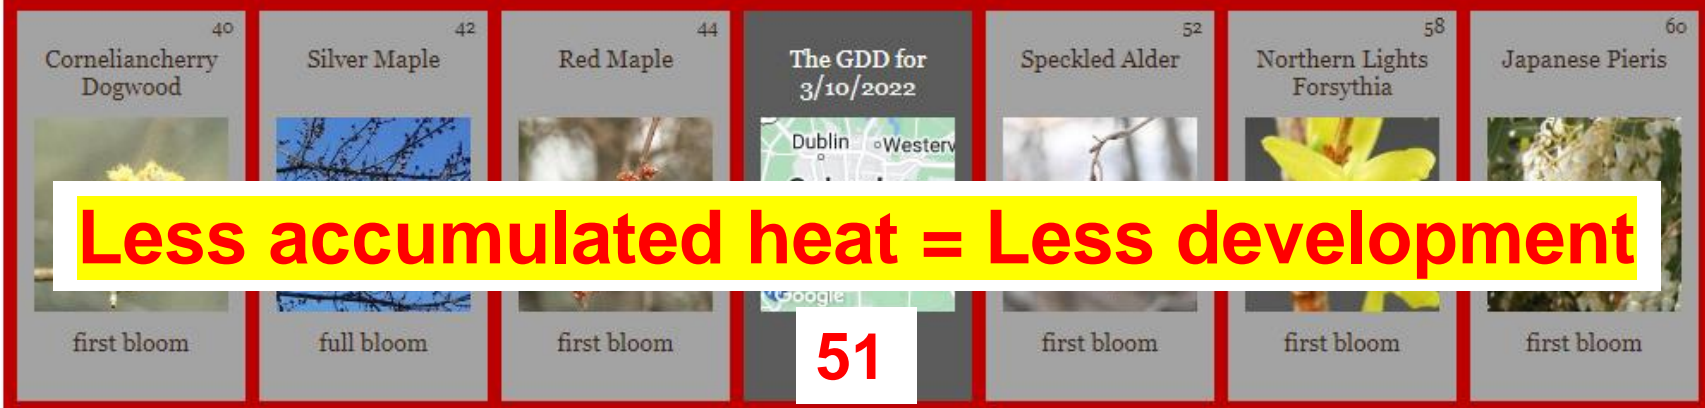 40
Corneliancherry
Dogwood
first bloom
42
Silver Maple
full bloom
44
Red Maple
first bloom
The GDD for
3/10/2022
Dublin
Westerv
Google
51
52
Speckled Alder
first bloom
58
Northern Lights
Forsythia
first bloom
60
Japanese Pieris
first bloom
Less accumulated heat = Less development